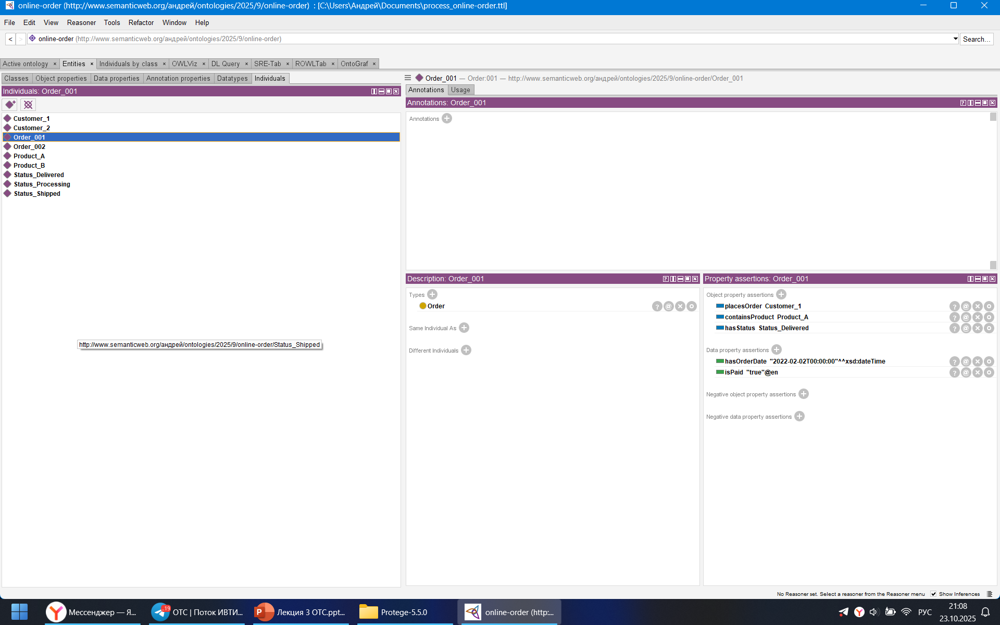 online-order (http://www.semanticweb.org/андрей/ontologies/2025/9/online-order) : [C:\Users\Андрей\Documents\process_online-order.ttl]
File Edit View Reasoner Tools Refactor Window Help
< > online-order (http://www.semanticweb.org/андрей/ontologies/2025/9/online-order) Search...
Active ontology × Entities × Individuals by class × OWLViz × DL Query × SRE-Tab × ROWLTab × OntoGraf ×
Classes Object properties Data properties Annotation properties Datatypes Individuals
Individuals: Order_001
Customer_1
Customer_2
Order_001
Order_002
Product_A
Product_B
Status_Delivered
Status_Processing
Status_Shipped
http://www.semanticweb.org/андрей/ontologies/2025/9/online-order/Status_Shipped
Order_001 — Order:001 — http://www.semanticweb.org/андрей/ontologies/2025/9/online-order/Order_001
Annotations Usage
Annotations: Order_001
Annotations
Description: Order_001
Types
Order
Same Individual As
Different Individuals
Property assertions: Order_001
Object property assertions
placesOrder Customer_1
containsProduct Product_A
hasStatus Status_Delivered
Data property assertions
hasOrderDate "2022-02-02T00:00:00"^^xsd:dateTime
isPaid "true"@en
Negative object property assertions
Negative data property assertions
No Reasoner set. Select a reasoner from the Reasoner menu Show Inferences
Мессенджер — Я... ..19 ОТС | Поток ИВТИ... Лекция 3 ОТС.ppt... Protege-5.5.0 online-order (http:... РУС 21:08
23.10.2025